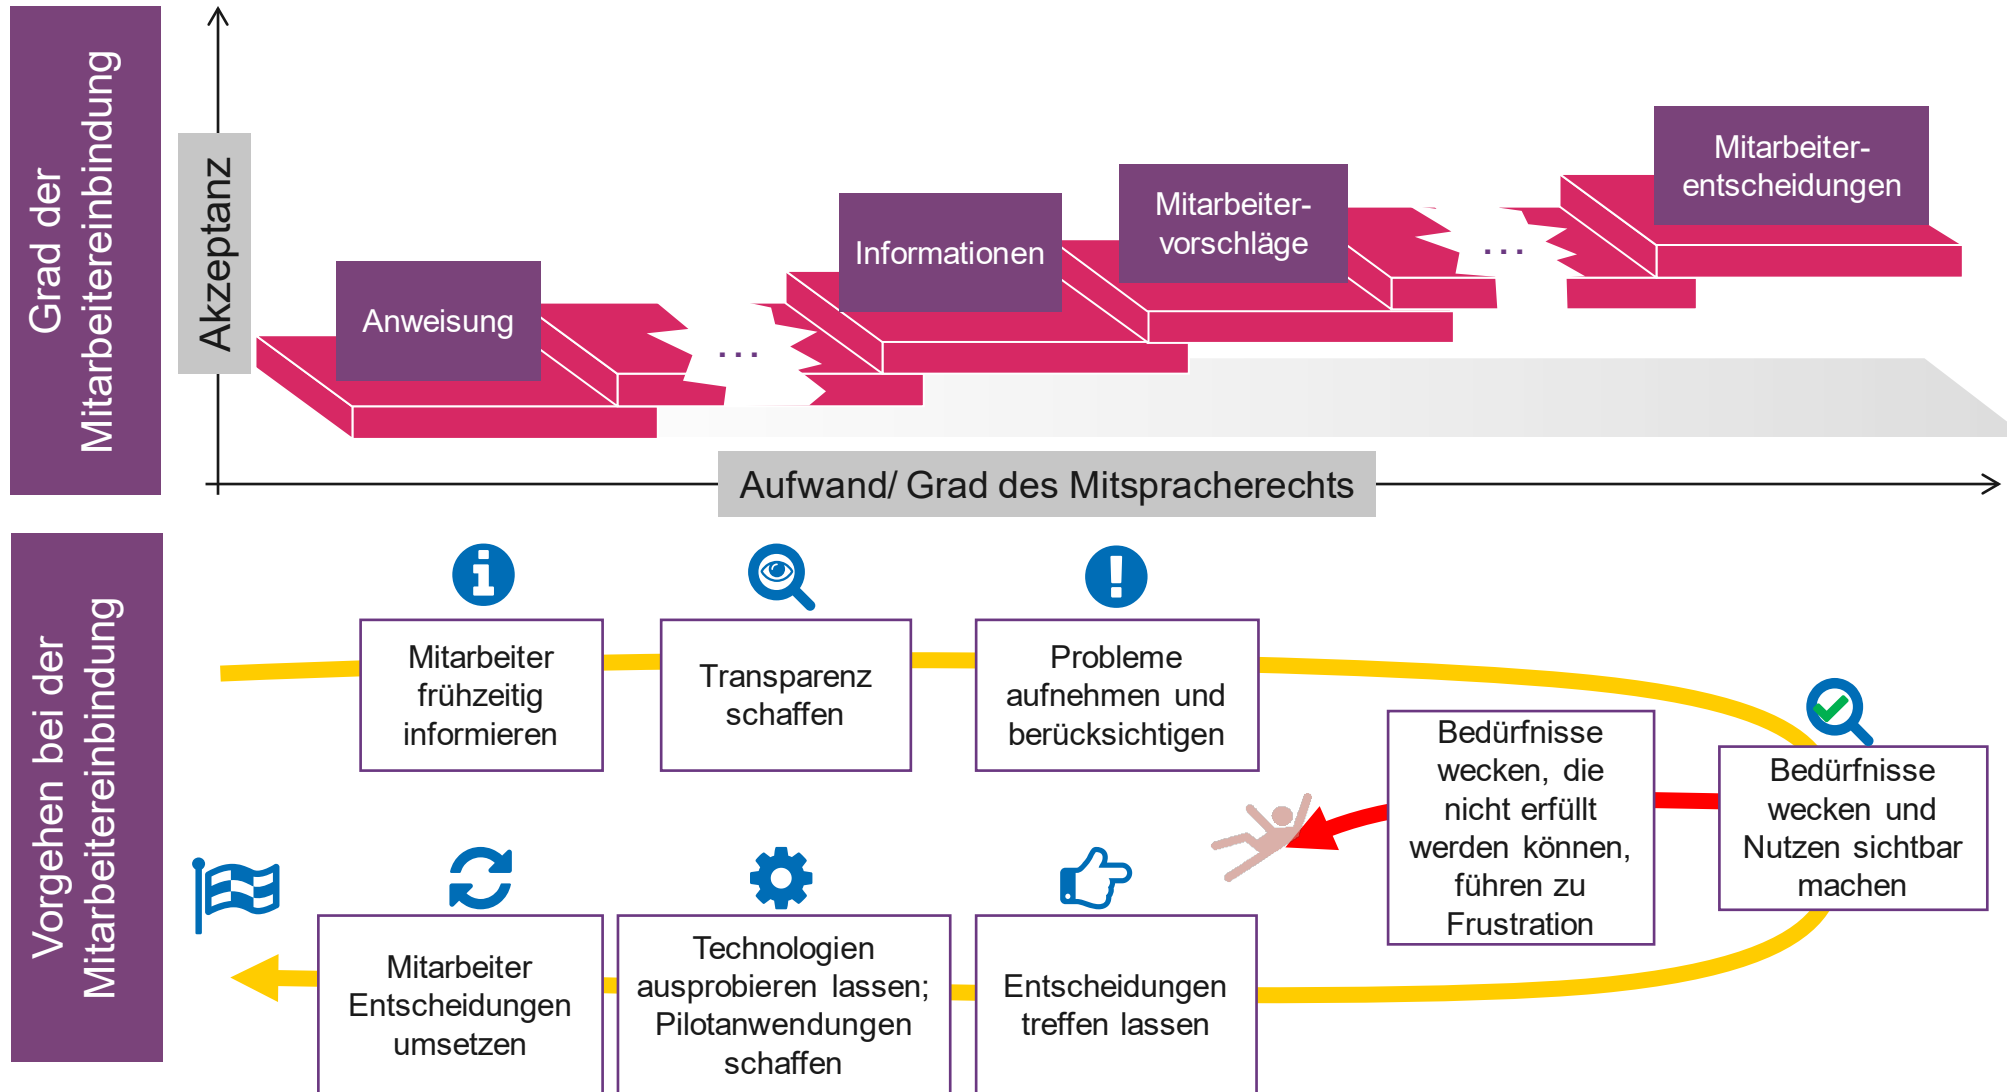 Grad der
Mitarbeitereinbindung
Akzeptanz
Anweisung
...
Informationen
Mitarbeiter-
vorschläge
...
Mitarbeiter-
entscheidungen
Aufwand/ Grad des Mitspracherechts
Vorgehen bei der
Mitarbeitereinbindung
Mitarbeiter
frühzeitig
informieren
Transparenz
schaffen
Probleme
aufnehmen und
berücksichtigen
Bedürfnisse
wecken und
Nutzen sichtbar
machen
Bedürfnisse
wecken, die
nicht erfüllt
werden können,
führen zu
Frustration
Entscheidungen
treffen lassen
Technologien
ausprobieren lassen;
Pilotanwendungen
schaffen
Mitarbeiter
Entscheidungen
umsetzen